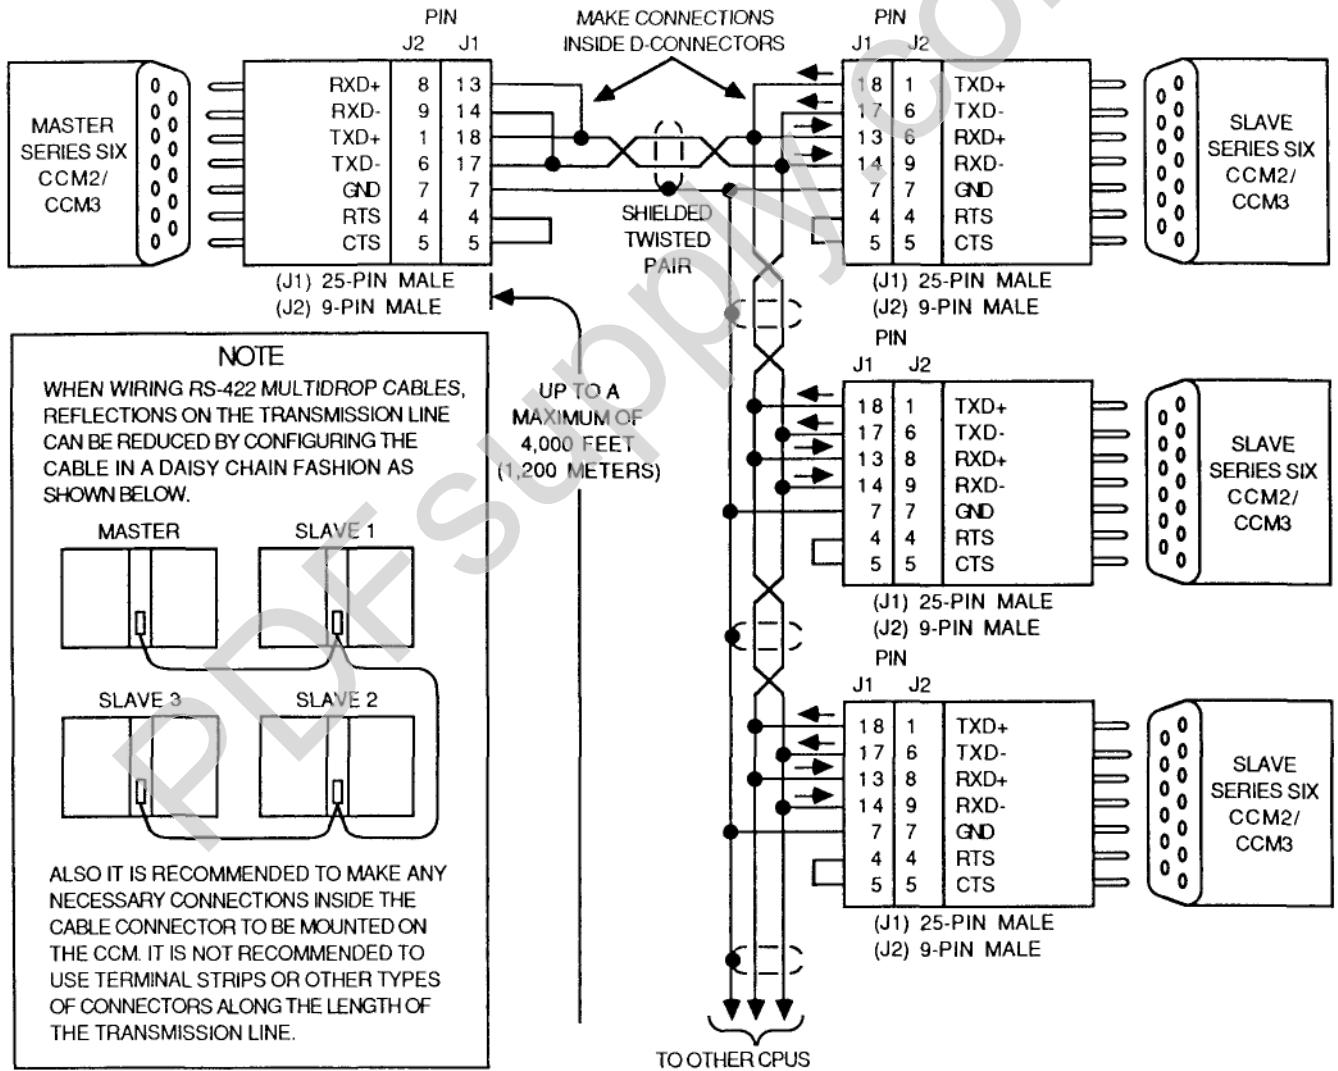 PIN
J2 J1
MAKE CONNECTIONS
INSIDE D-CONNECTORS
PIN
J1 J2
MASTER
SERIES SIX
CCM2/
CCM3
RXD+ 8 13
RXD- 9 14
TXD+ 1 18
TXD- 6 17
GND 7 7
RTS 4 4
CTS 5 5
(J1) 25-PIN MALE
(J2) 9-PIN MALE
SHIELDED
TWISTED
PAIR
18 1 TXD+
17 6 TXD-
13 6 RXD+
14 9 RXD-
7 7 GND
4 4 RTS
5 5 CTS
(J1) 25-PIN MALE
(J2) 9-PIN MALE
SLAVE
SERIES SIX
CCM2/
CCM3
NOTE
WHEN WIRING RS-422 MULTIDROP CABLES,
REFLECTIONS ON THE TRANSMISSION LINE
CAN BE REDUCED BY CONFIGURING THE
CABLE IN A DAISY CHAIN FASHION AS
SHOWN BELOW.
MASTER SLAVE 1
SLAVE 3 SLAVE 2
ALSO IT IS RECOMMENDED TO MAKE ANY
NECESSARY CONNECTIONS INSIDE THE
CABLE CONNECTOR TO BE MOUNTED ON
THE CCM. IT IS NOT RECOMMENDED TO
USE TERMINAL STRIPS OR OTHER TYPES
OF CONNECTORS ALONG THE LENGTH OF
THE TRANSMISSION LINE.
UP TO A
MAXIMUM OF
4,000 FEET
(1,200 METERS)
PIN
J1 J2
18 1 TXD+
17 6 TXD-
13 8 RXD+
14 9 RXD-
7 7 GND
4 4 RTS
5 5 CTS
(J1) 25-PIN MALE
(J2) 9-PIN MALE
SLAVE
SERIES SIX
CCM2/
CCM3
PIN
J1 J2
18 1 TXD+
17 6 TXD-
13 8 RXD+
14 9 RXD-
7 7 GND
4 4 RTS
5 5 CTS
(J1) 25-PIN MALE
(J2) 9-PIN MALE
SLAVE
SERIES SIX
CCM2/
CCM3
TO OTHER CPUS
PDFsupply.co